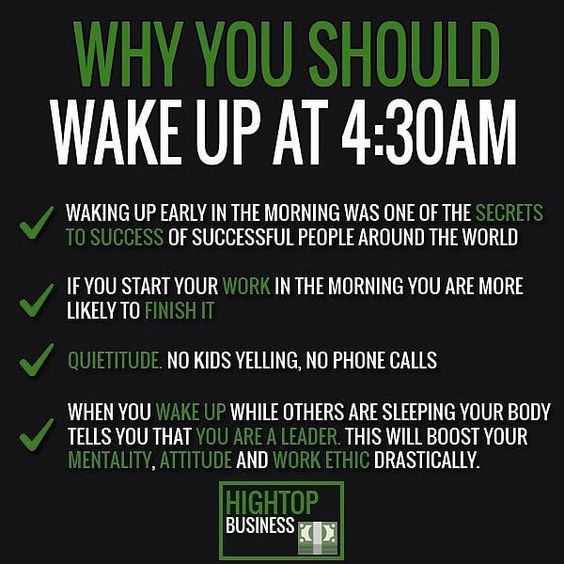 WHY YOU SHOULD
WAKE UP AT 4:30AM
WAKING UP EARLY IN THE MORNING WAS ONE OF THE SECRETS
TO SUCCESS OF SUCCESSFUL PEOPLE AROUND THE WORLD
IF YOU START YOUR WORK IN THE MORNING YOU ARE MORE
LIKELY TO FINISH IT
QUIETITUDE. NO KIDS YELLING, NO PHONE CALLS
WHEN YOU WAKE UP WHILE OTHERS ARE SLEEPING YOUR BODY
TELLS YOU THAT YOU ARE A LEADER. THIS WILL BOOST YOUR
MENTALITY, ATTITUDE AND WORK ETHIC DRASTICALLY.
HIGHTOP
BUSINESS